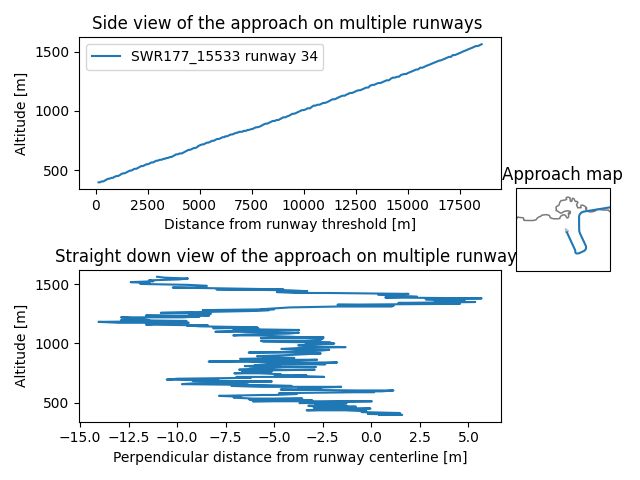 Side view of the approach on multiple runways
1500
1000
500
Altitude [m]
SWR177_15533 runway 34
0 2500 5000 7500 10000 12500 15000 17500
Distance from runway threshold [m]
Approach map
Straight down view of the approach on multiple runway
1500
1000
500
Altitude [m]
−15.0 −12.5 −10.0 −7.5 −5.0 −2.5 0.0 2.5 5.0
Perpendicular distance from runway centerline [m]